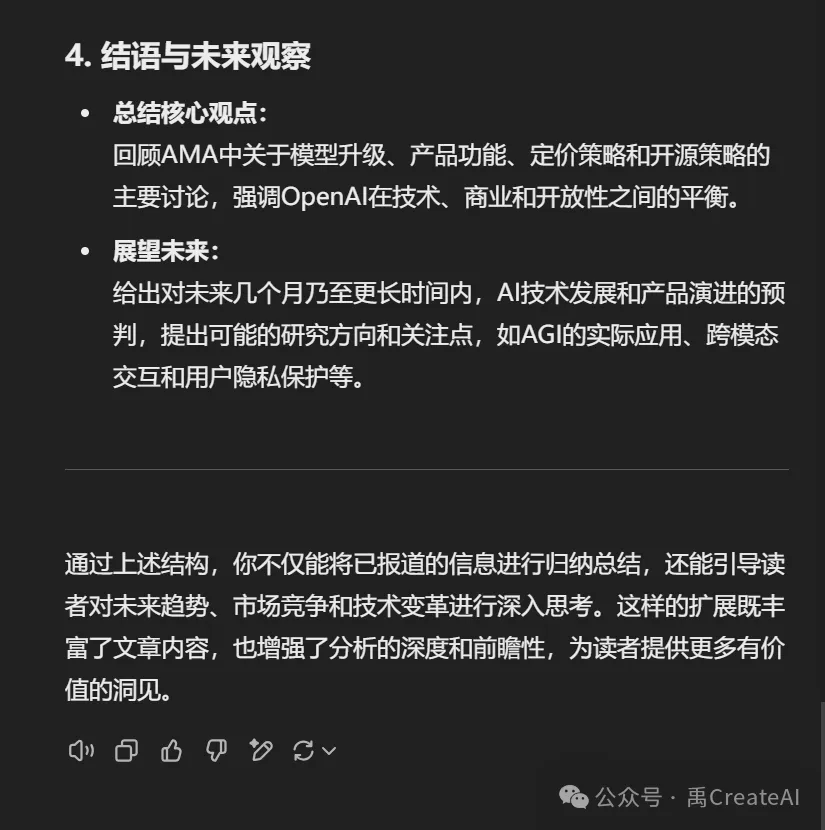 4. 结语与未来观察
• 总结核心观点：
回顾AMA中关于模型升级、产品功能、定价策略和开源策略的
主要讨论，强调OpenAI在技术、商业和开放性之间的平衡。
• 展望未来：
给出对未来几个月乃至更长时间内，AI技术发展和产品演进的预
判，提出可能的研究方向和关注点，如AGI的实际应用、跨模态
交互和用户隐私保护等。
通过上述结构，你不仅能将已报道的信息进行归纳总结，还能引导读
者对未来趋势、市场竞争和技术变革进行深入思考。这样的扩展既丰
富了文章内容，也增强了分析的深度和前瞻性，为读者提供更多有价
值的洞见。
公众号 · 禹CreateAI